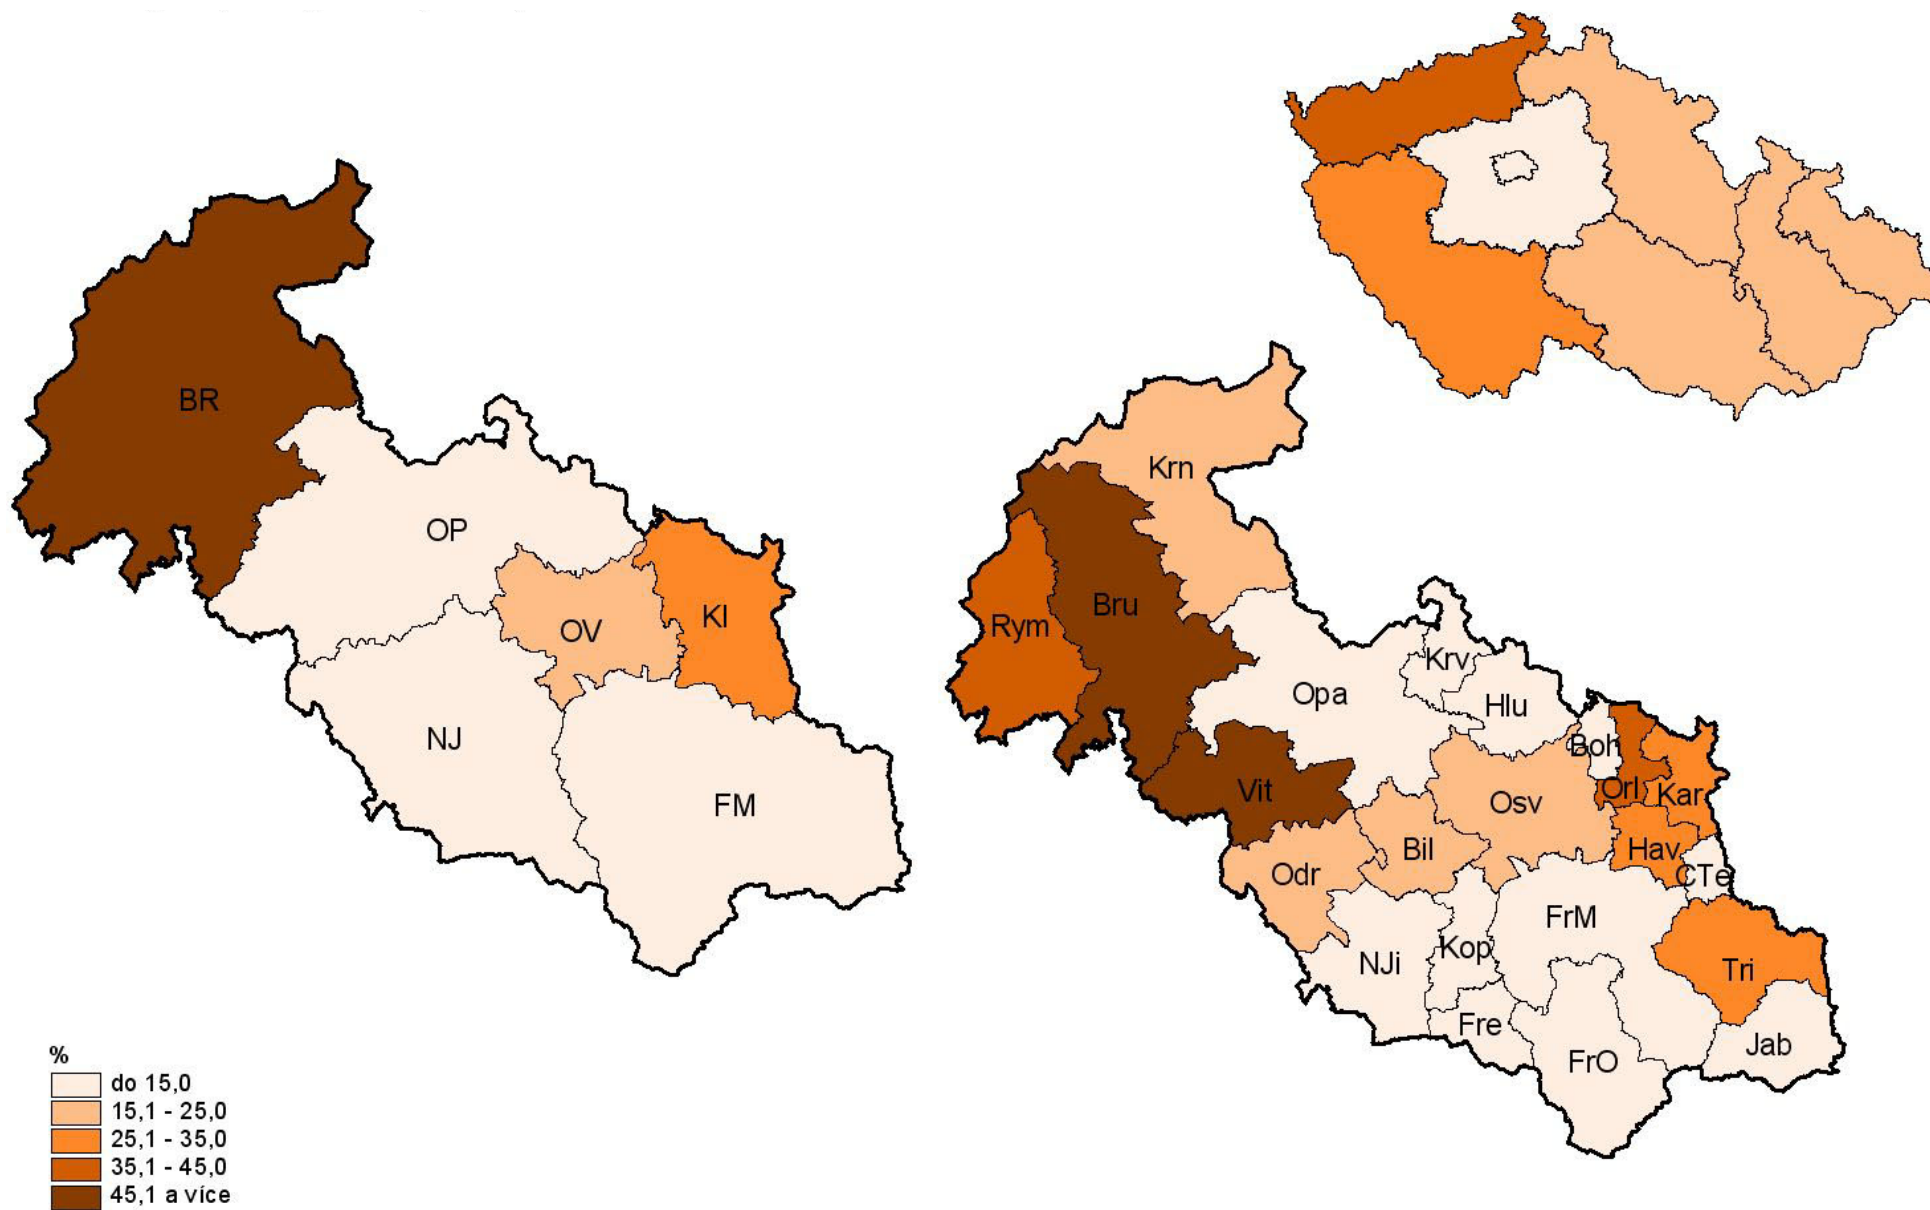 BR
OP
OV
KI
NJ
FM
Krn
Rym
Bru
Krv
Opa
Hlu
Boh
Vit
Osv
Orl
Kar
Odr
Bil
Hav
CTe
FrM
Kop
NJi
Tri
Fre
FrO
Jab
%
do 15,0
15,1 - 25,0
25,1 - 35,0
35,1 - 45,0
45,1 a více